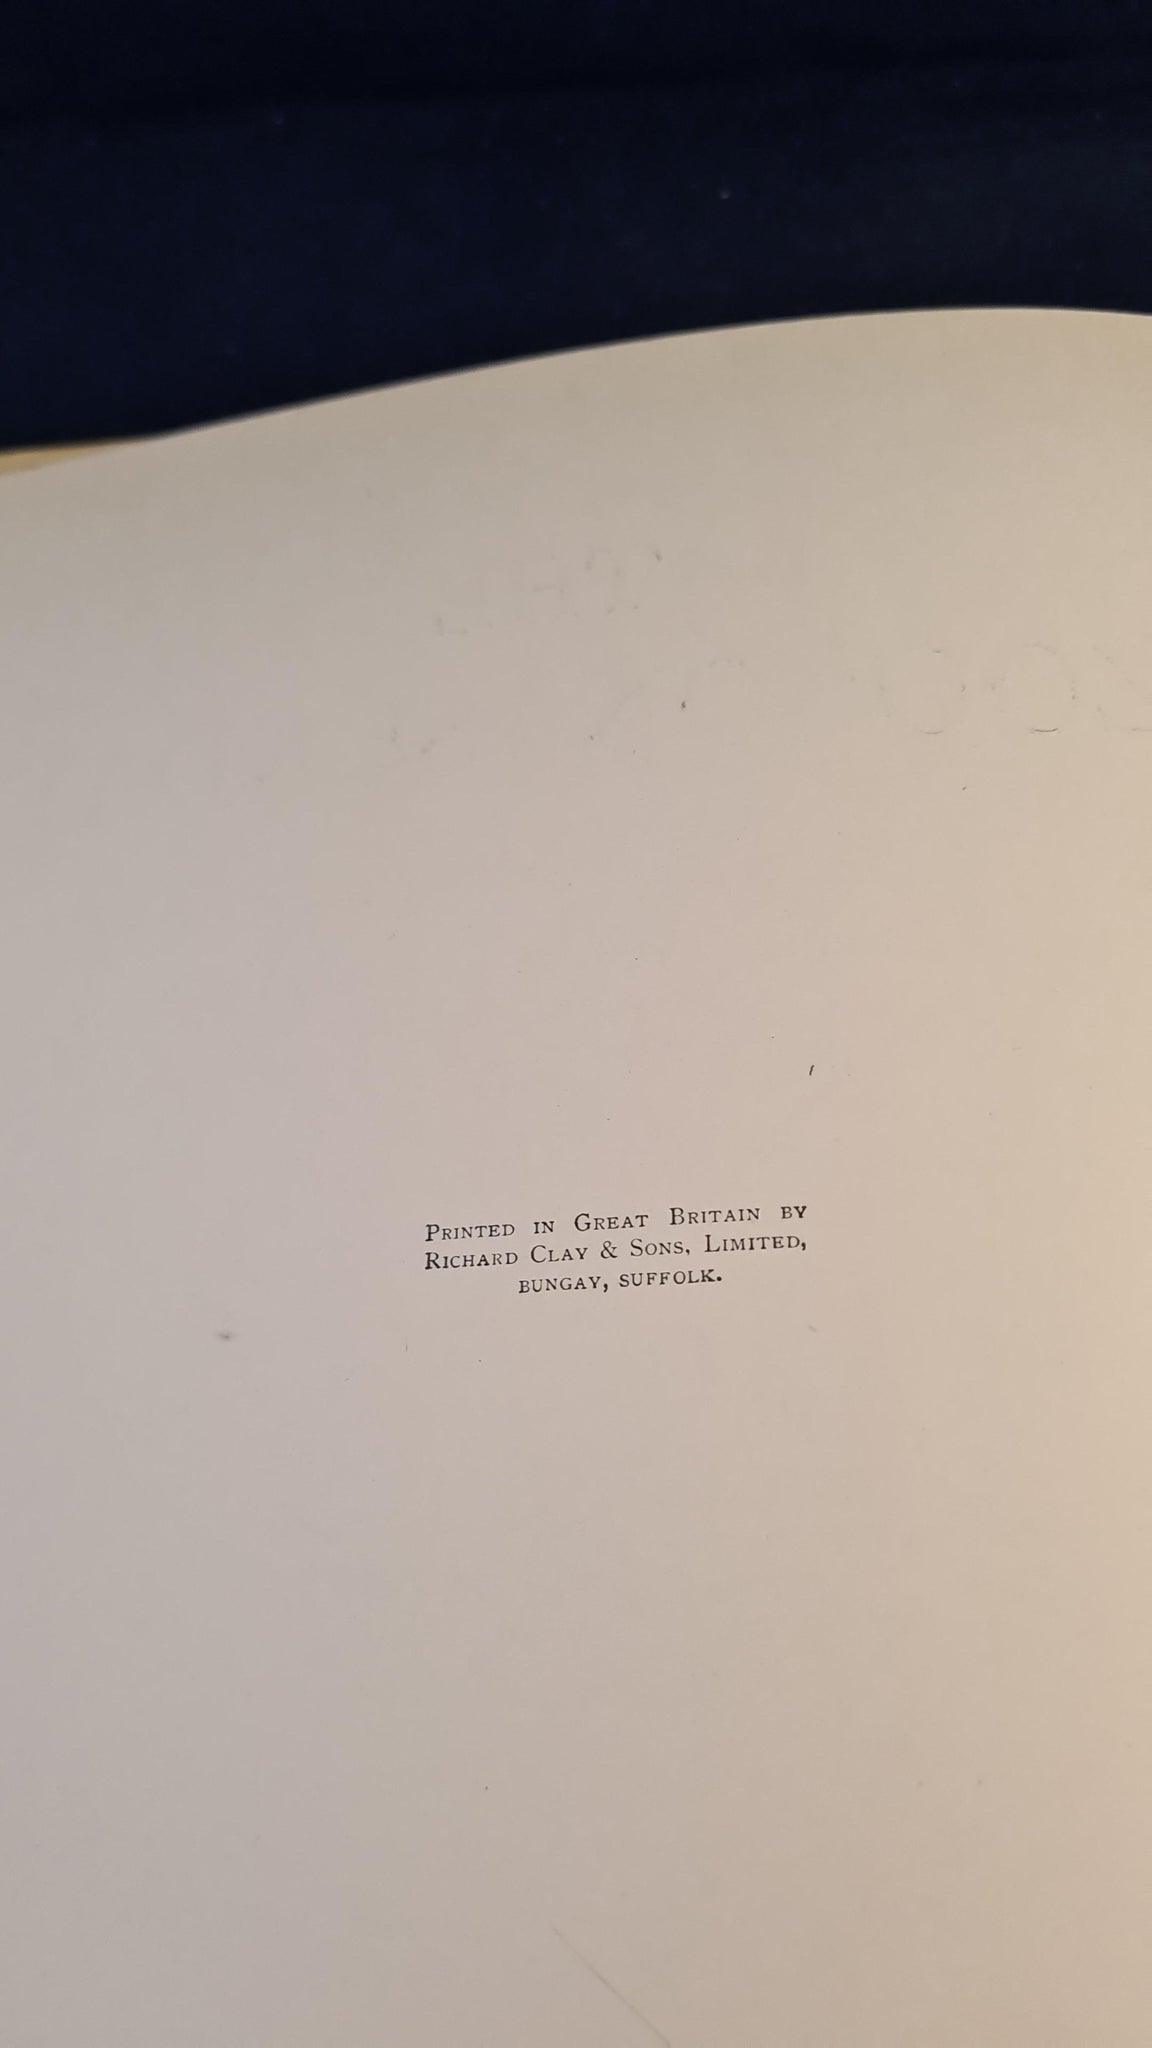 Printed in Great Britain by
Richard Clay & Sons, Limited,
bungay, suffolk.